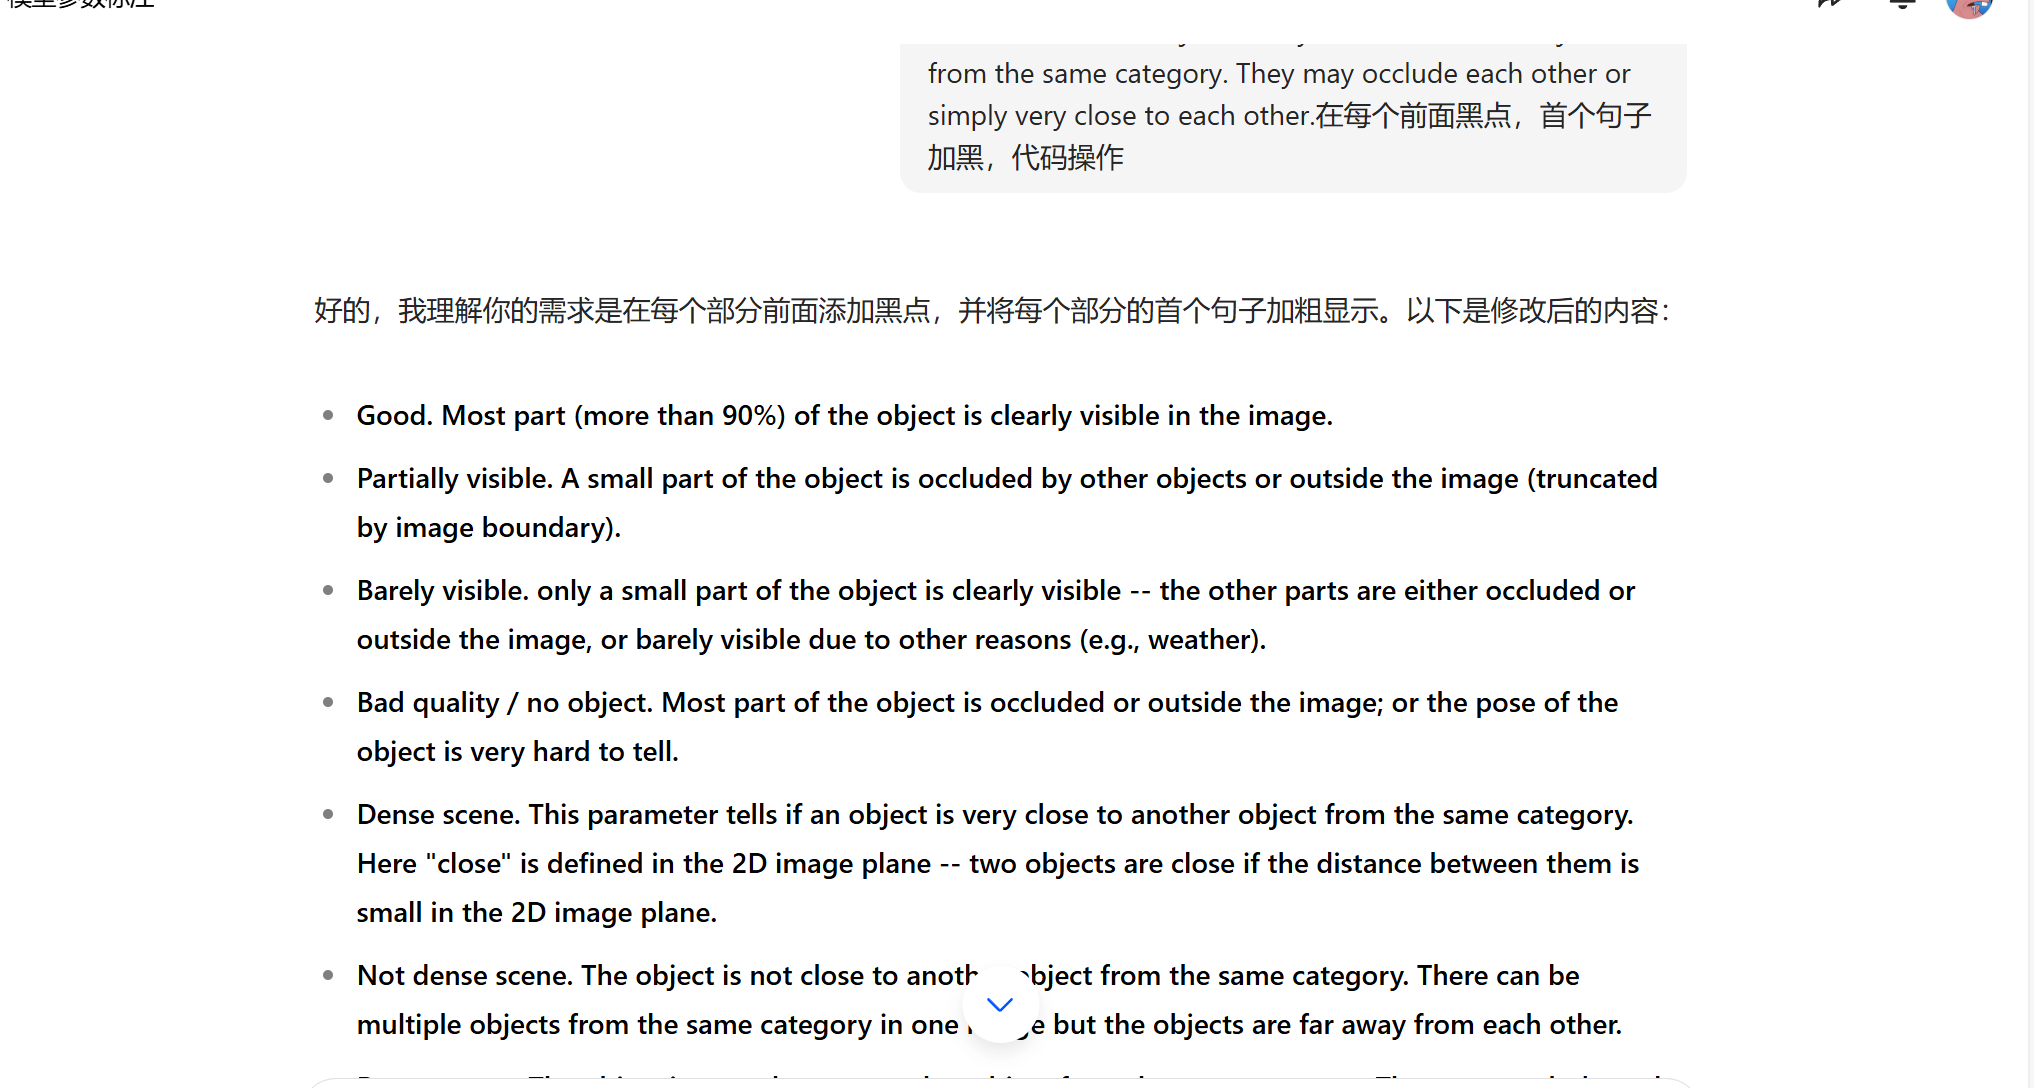 模型参数标注
from the same category. They may occlude each other or
simply very close to each other.在每个前面黑点，首个句子
加黑，代码操作
好的，我理解你的需求是在每个部分前面添加黑点，并将每个部分的首个句子加粗显示。以下是修改后的内容：
Good. Most part (more than 90%) of the object is clearly visible in the image.
Partially visible. A small part of the object is occluded by other objects or outside the image (truncated
by image boundary).
Barely visible. only a small part of the object is clearly visible -- the other parts are either occluded or
outside the image, or barely visible due to other reasons (e.g., weather).
Bad quality / no object. Most part of the object is occluded or outside the image; or the pose of the
object is very hard to tell.
Dense scene. This parameter tells if an object is very close to another object from the same category.
Here "close" is defined in the 2D image plane -- two objects are close if the distance between them is
small in the 2D image plane.
Not dense scene. The object is not close to another object from the same category. There can be
multiple objects from the same category in one image but the objects are far away from each other.